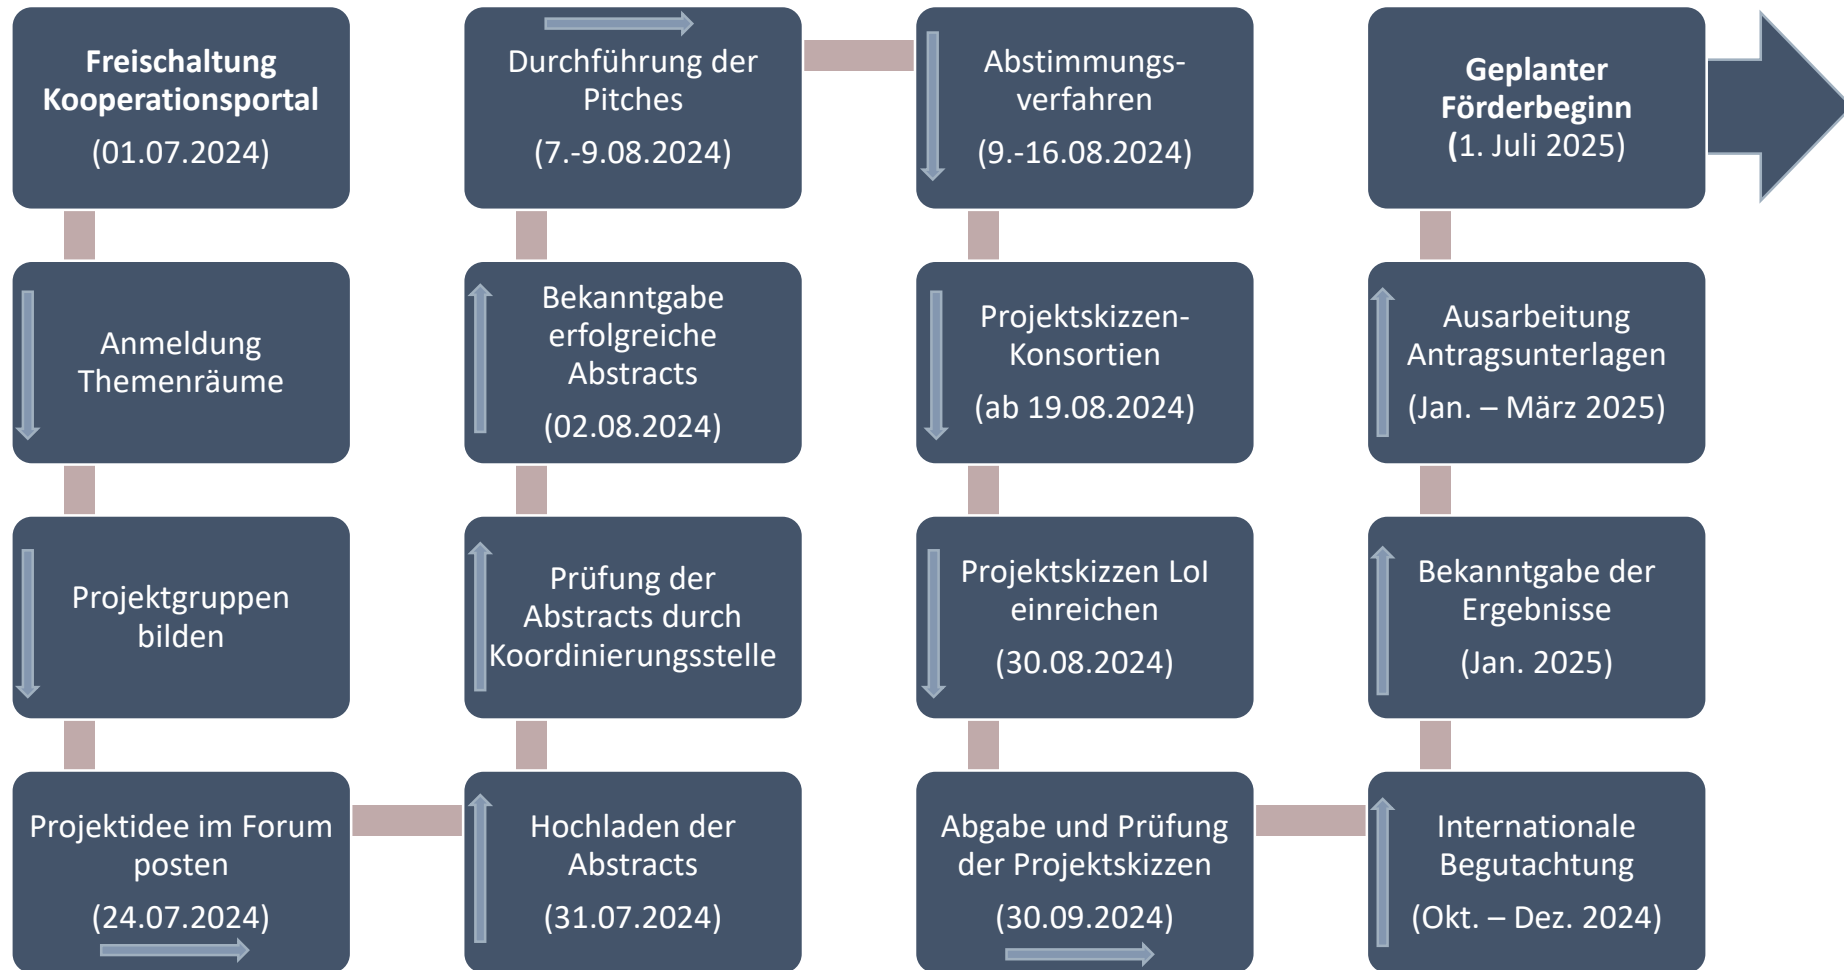 Freischaltung
Kooperationsportal
(01.07.2024)
Anmeldung
Themenräume
Projektgruppen
bilden
Projektidee im Forum
posten
(24.07.2024)
Hochladen der
Abstracts
(31.07.2024)
Prüfung der
Abstracts durch
Koordinierungsstelle
Bekanntgabe
erfolgreiche
Abstracts
(02.08.2024)
Durchführung der
Pitches
(7.-9.08.2024)
Abstimmungs-
verfahren
(9.-16.08.2024)
Projektskizzen-
Konsortien
(ab 19.08.2024)
Projektskizzen LoI
einreichen
(30.08.2024)
Abgabe und Prüfung
der Projektskizzen
(30.09.2024)
Internationale
Begutachtung
(Okt. – Dez. 2024)
Bekanntgabe der
Ergebnisse
(Jan. 2025)
Ausarbeitung
Antragsunterlagen
(Jan. – März 2025)
Geplanter
Förderbeginn
(1. Juli 2025)